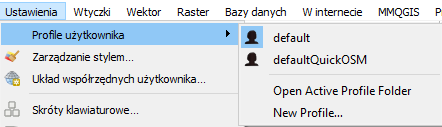 Ustawienia Wtyczki Wektor Raster Bazy danych W internecie MMQGIS
Profile użytkownika
Zarządzanie stylem...
Układ współrzędnych użytkownika...
Skróty klawiaturowe...
default
defaultQuickOSM
Open Active Profile Folder
New Profile...